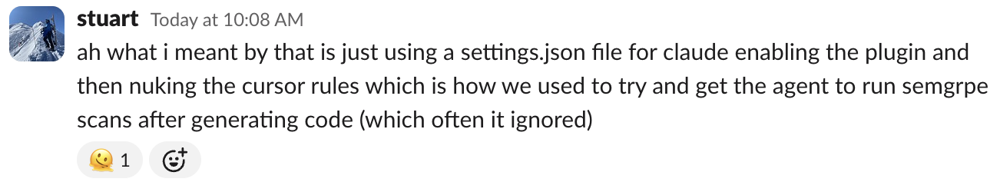 stuart Today at 10:08 AM
ah what i meant by that is just using a settings.json file for claude enabling the plugin and
then nuking the cursor rules which is how we used to try and get the agent to run semgrpe
scans after generating code (which often it ignored)
1